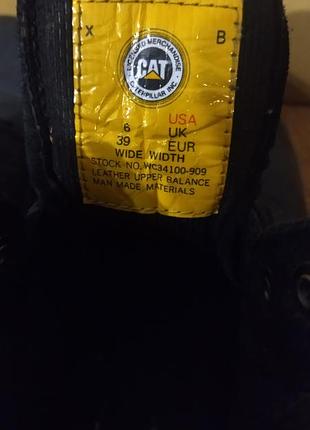 X B
LICENSED MERCHANDISE
CAT
CATERPILLAR INC.
USA
6 UK
39 EUR
WIDE WIDTH
STOCK NO. WC34100-909
LEATHER UPPER BALANCE
MAN MADE MATERIALS